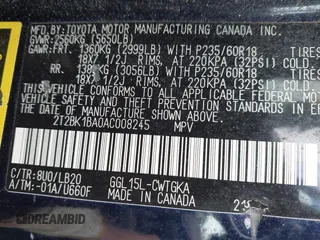 MFD.BY:TOYOTA MOTOR MANUFACTURING CANADA INC.
GVWR:2560KG (5650LB)
GAWR:FRT. 1360KG (2999LB)WITH P235/60R18 TIRES
18X7 1/2J RIMS, AT 220KPA (32PSI) COLD.
RR. (3056LB)WITH P235/60R18 TIRES
18X7 1/2J RIMS, AT 220KPA (32PSI) COLD.
THIS VEHICLE CONFORMS TO ALL APPLICABLE
FEDERAL MOTOR VEHICLE SAFETY AND
THEFT PREVENTION STANDARDS IN EFFECT ON
THE DATE OF MANUFACTURE SHOWN ABOVE.
2T2BK1BA0AC008245 MPV
C/TR:8U0/LB20 GGL15L-CWTGKA
A/TM:-01A/U660F MADE IN CANADA
DREAMBID